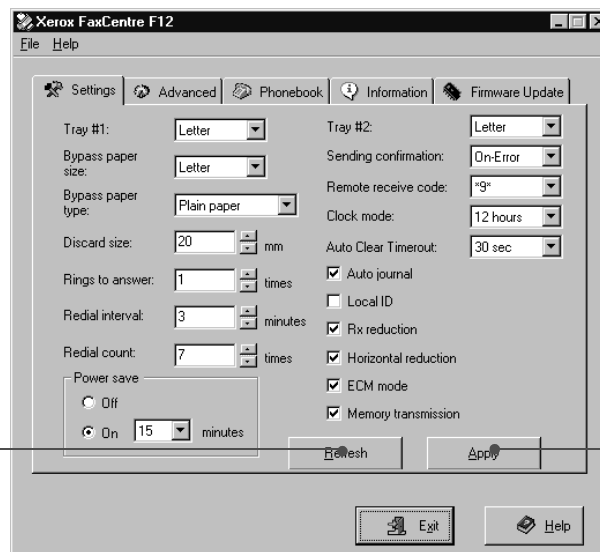 Xerox FaxCentre F12
File Help
Settings Advanced Phonebook Information Firmware Update
Tray #1: Letter
Bypass paper
size: Letter
Bypass paper
type: Plain paper
Discard size: 20 mm
Rings to answer: 1 times
Redial interval: 3 minutes
Redial count: 7 times
Power save
Off
On 15 minutes
Tray #2: Letter
Sending confirmation: On-Error
Remote receive code: *9*
Clock mode: 12 hours
Auto Clear Timerout: 30 sec
Auto journal
Local ID
Rx reduction
Horizontal reduction
ECM mode
Memory transmission
Refresh Apply
Exit Help